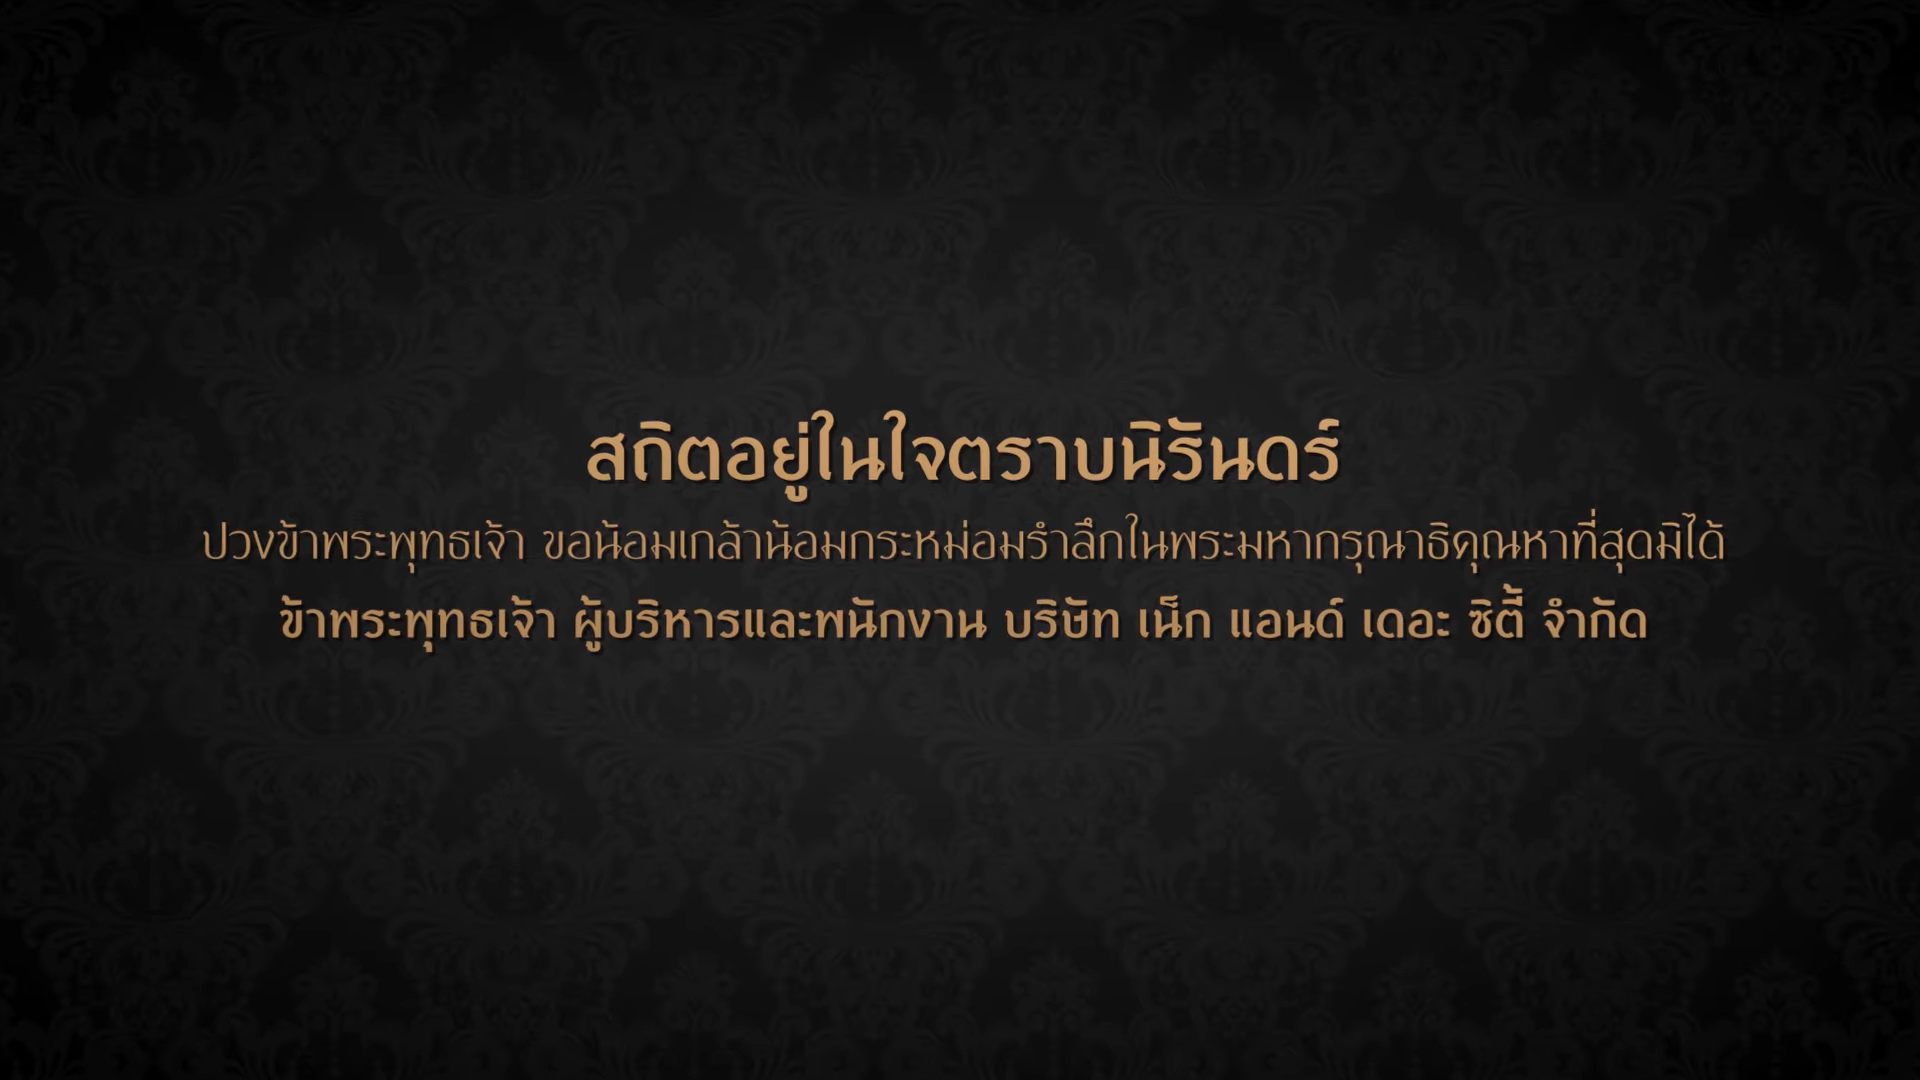 สถิตอยู่ในใจตราบนิรันดร์
ปวงข้าพระพุทธเจ้า ขอน้อมเกล้าน้อมกระหม่อมรำลึกในพระมหากรุณาธิคุณหาที่สุดมิได้
ข้าพระพุทธเจ้า ผู้บริหารและพนักงาน บริษัท เน็ก แอนด์ เดอะ ซิตี้ จำกัด